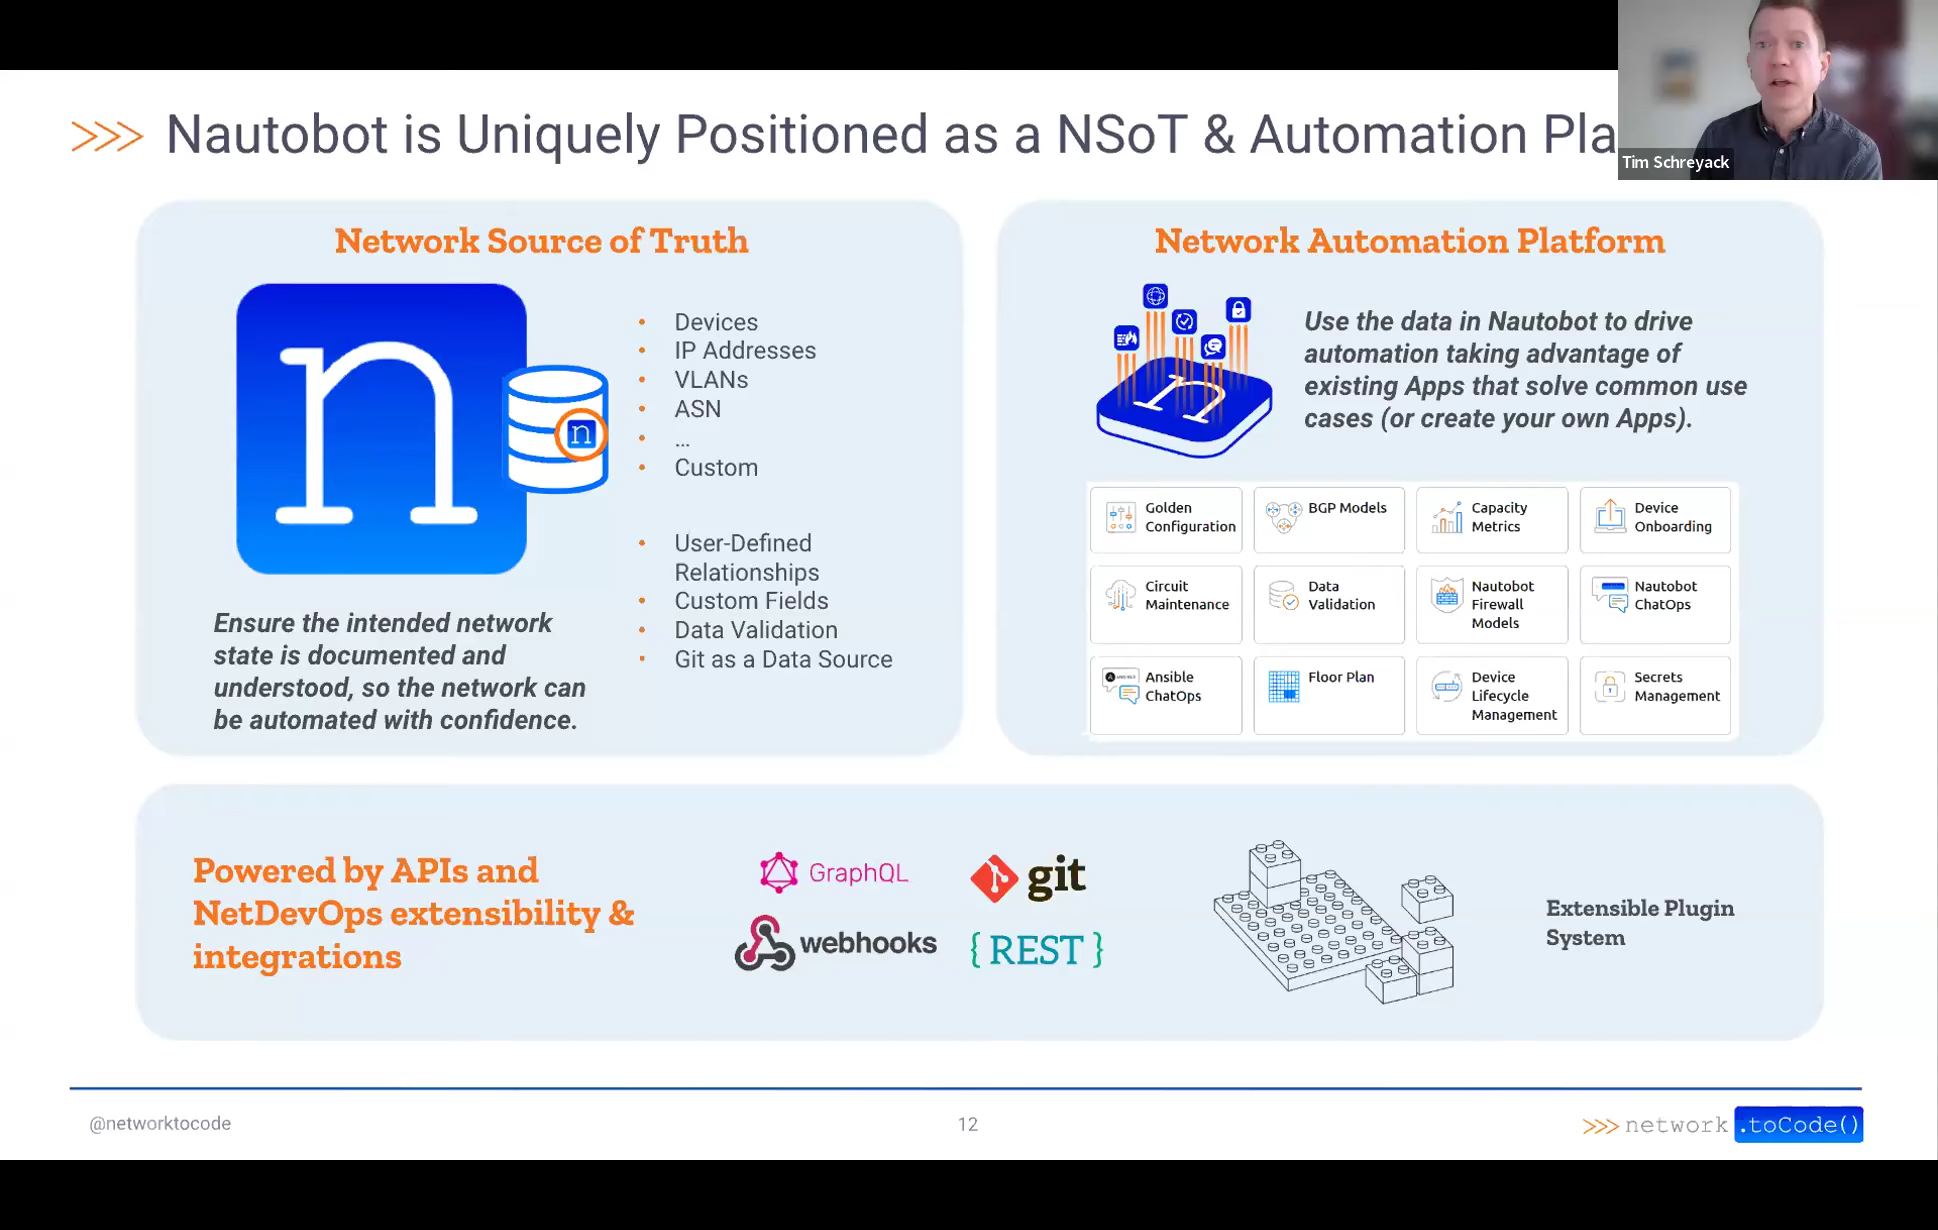 Nautobot is Uniquely Positioned as a NSoT & Automation Pla
Tim Schreyack
Network Source of Truth
n
n
• Devices
• IP Addresses
• VLANs
• ASN
• ...
• Custom
• User-Defined
Relationships
• Custom Fields
• Data Validation
• Git as a Data Source
Ensure the intended network
state is documented and
understood, so the network can
be automated with confidence.
Network Automation Platform
n
Use the data in Nautobot to drive
automation taking advantage of
existing Apps that solve common use
cases (or create your own Apps).
Golden
Configuration
BGP Models
Capacity
Metrics
Device
Onboarding
Circuit
Maintenance
Data
Validation
Nautobot
Firewall
Models
Nautobot
ChatOps
Ansible
ChatOps
Floor Plan
Device
Lifecycle
Management
Secrets
Management
Powered by APIs and
NetDevOps extensibility &
integrations
GraphQL
git
webhooks
{ REST }
Extensible Plugin
System
@networktocode
12
>>> network .toCode()